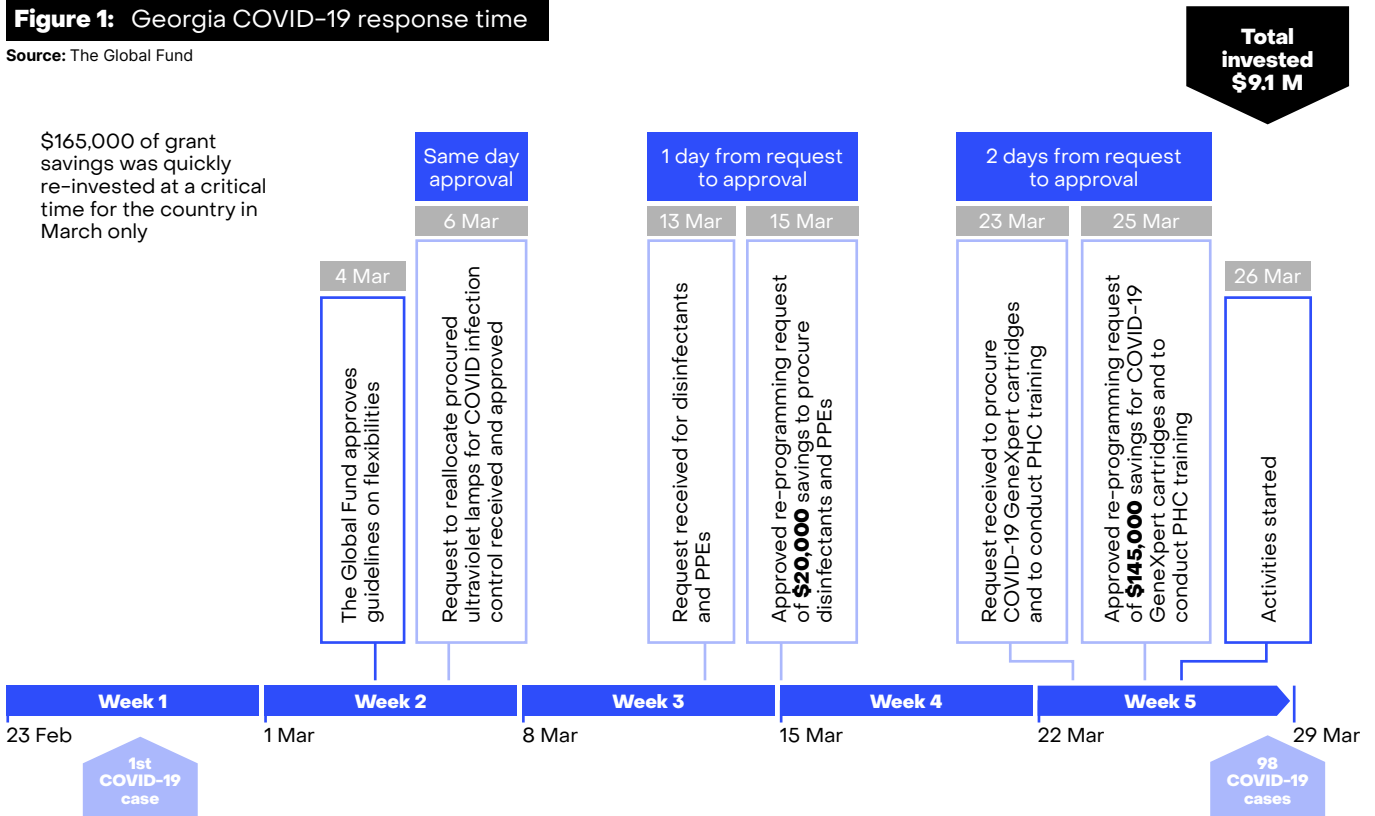 Figure 1: Georgia COVID-19 response time
Source: The Global Fund
Total
invested
$9.1 M
$165,000 of grant
savings was quickly
re-invested at a critical
time for the country in
March only
Same day
approval
1 day from request
to approval
2 days from request
to approval
4 Mar
The Global Fund approves
guidelines on flexibilities
6 Mar
Request to reallocate procured
ultraviolet lamps for COVID infection
control received and approved
13 Mar
Request received for disinfectants
and PPEs
15 Mar
Approved re-programming request
of $20,000 savings to procure
disinfectants and PPEs
23 Mar
Request received to procure
COVID-19 GeneXpert cartridges
and to conduct PHC training
25 Mar
Approved re-programming request
of $145,000 savings for COVID-19
GeneXpert cartridges and to
conduct PHC training
26 Mar
Activities started
Week 1
Week 2
Week 3
Week 4
Week 5
23 Feb
1 Mar
8 Mar
15 Mar
22 Mar
29 Mar
1st
COVID-19
case
98
COVID-19
cases